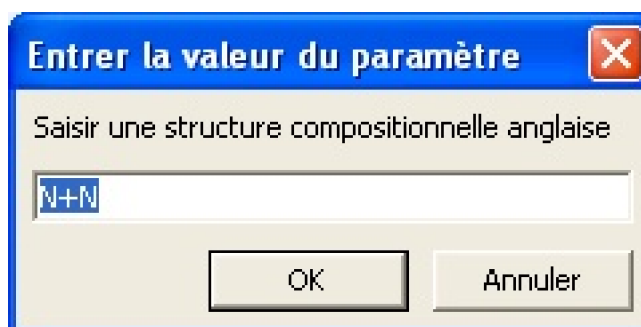 Entrer la valeur du paramètre
Saisir une structure compositionnelle anglaise
N+N
OK Annuler